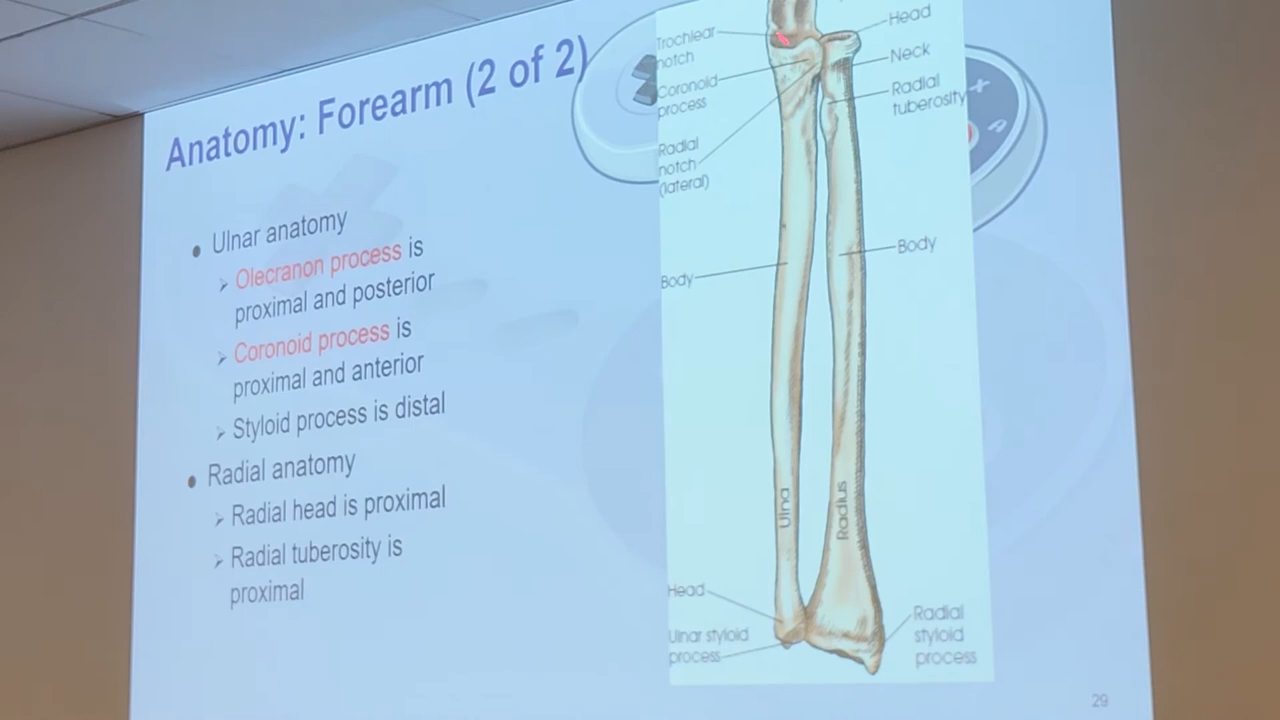 Anatomy: Forearm (2 of 2)
Ulnar anatomy
Olecranon process is
proximal and posterior
Coronoid process is
proximal and anterior
Styloid process is distal
Radial anatomy
Radial head is proximal
Radial tuberosity is
proximal
Trochlear
notch
Coronoid
process
Radial
notch
(lateral)
Body
Head
Ulnar styloid
process
Head
Neck
Radial
tuberosity
Body
Radial
styloid
process
Ulna
Radius
A
29